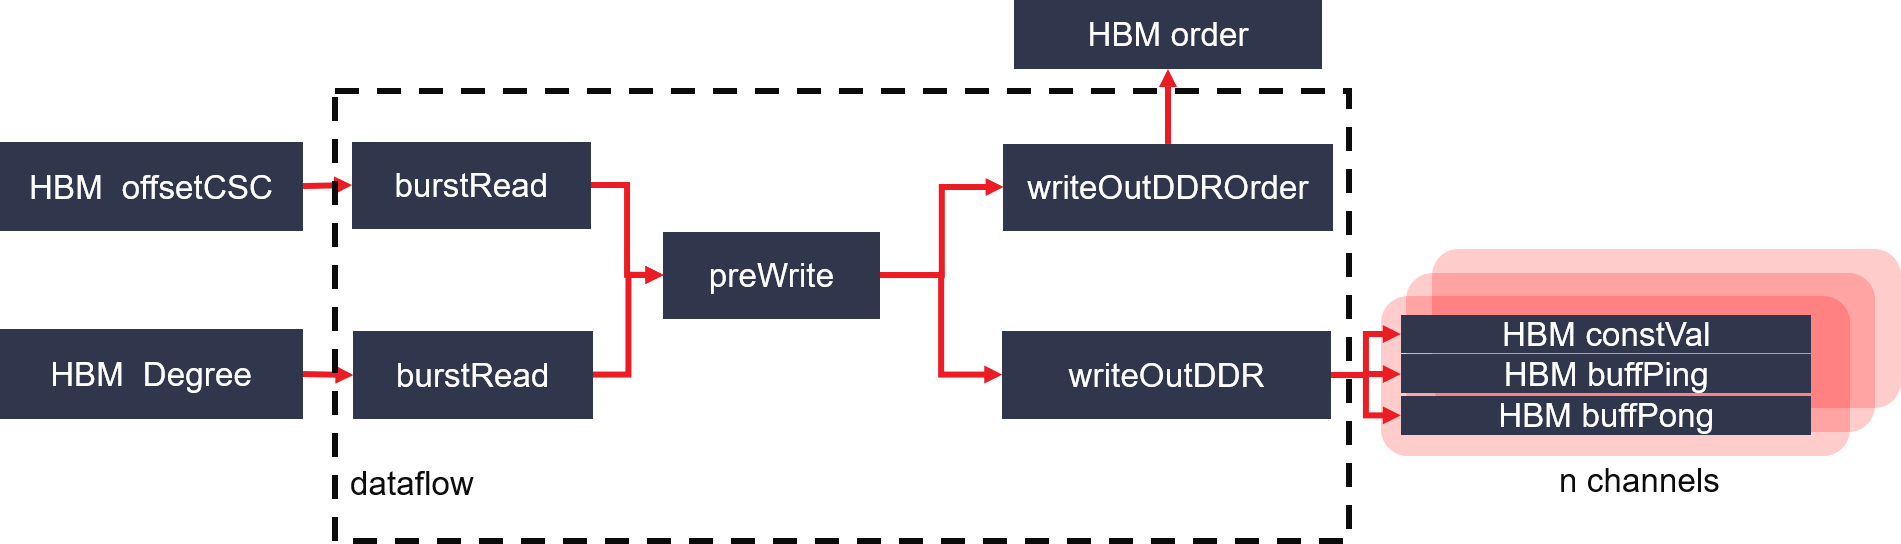 HBM order
HBM offsetCSC
burstRead
writeOutDDROrder
preWrite
HBM Degree
burstRead
writeOutDDR
HBM constVal
HBM buffPing
HBM buffPong
dataflow
n channels